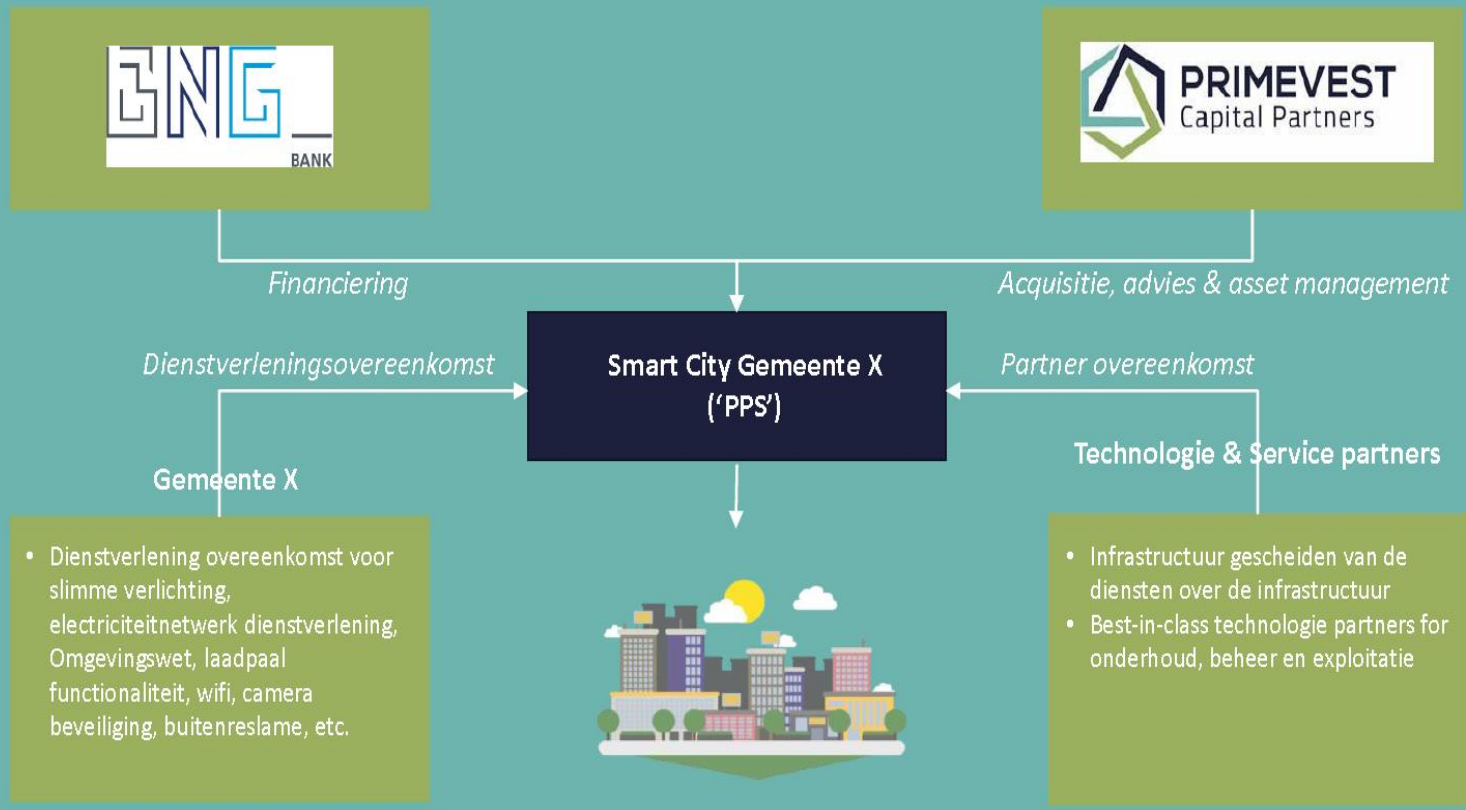 BNG
BANK
PRIMEVEST
Capital Partners
Financiering
Acquisitie, advies & asset management
Dienstverleningsovereenkomst
Smart City Gemeente X
(‘PPS’)
Partner overeenkomst
Gemeente X
Technologie & Service partners
• Dienstverlening overeenkomst voor
slimme verlichting,
electriciteitnetwerk dienstverlening,
Omgevingswet, laadpaal
functionaliteit, wifi, camera
beveiliging, buitenreslame, etc.
• Infrastructuur gescheiden van de
diensten over de infrastructuur
• Best-in-class technologie partners for
onderhoud, beheer en exploitatie